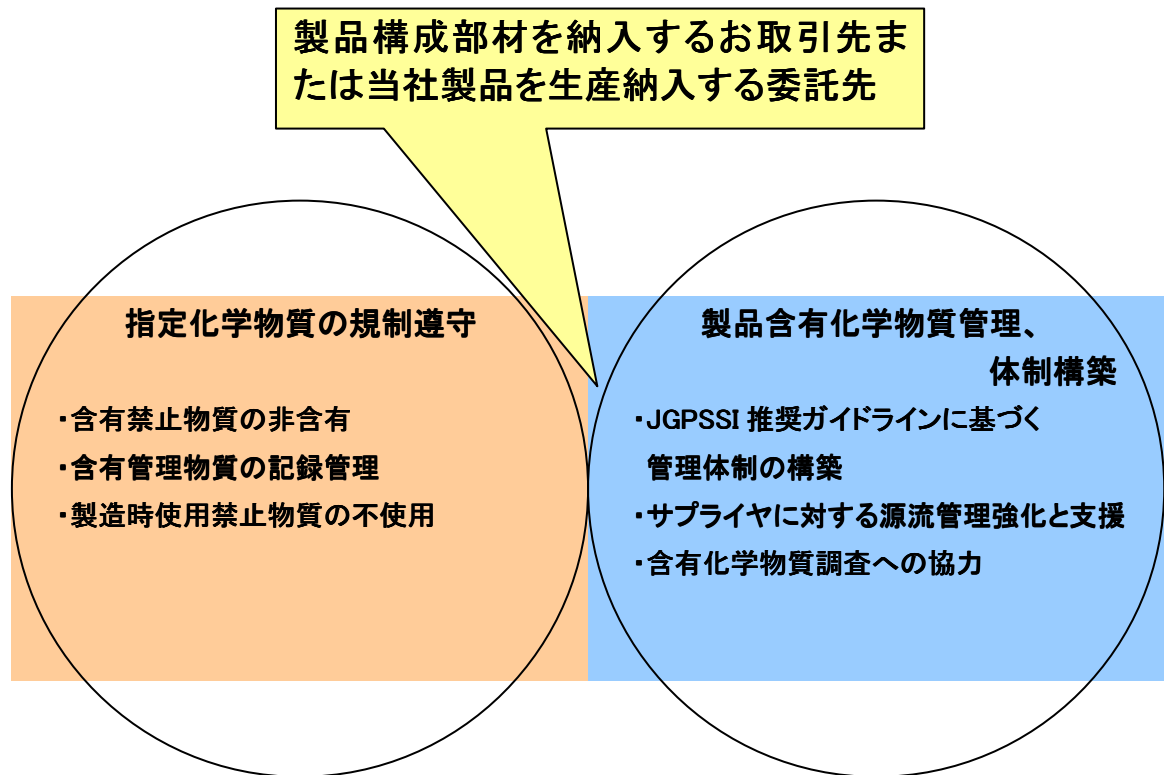 製品構成部材を納入するお取引先ま
たは当社製品を生産納入する委託先
指定化学物質の規制遵守
・含有禁止物質の非含有
・含有管理物質の記録管理
・製造時使用禁止物質の不使用
製品含有化学物質管理、
体制構築
・JGPSSI 推奨ガイドラインに基づく
管理体制の構築
・サプライヤに対する源流管理強化と支援
・含有化学物質調査への協力